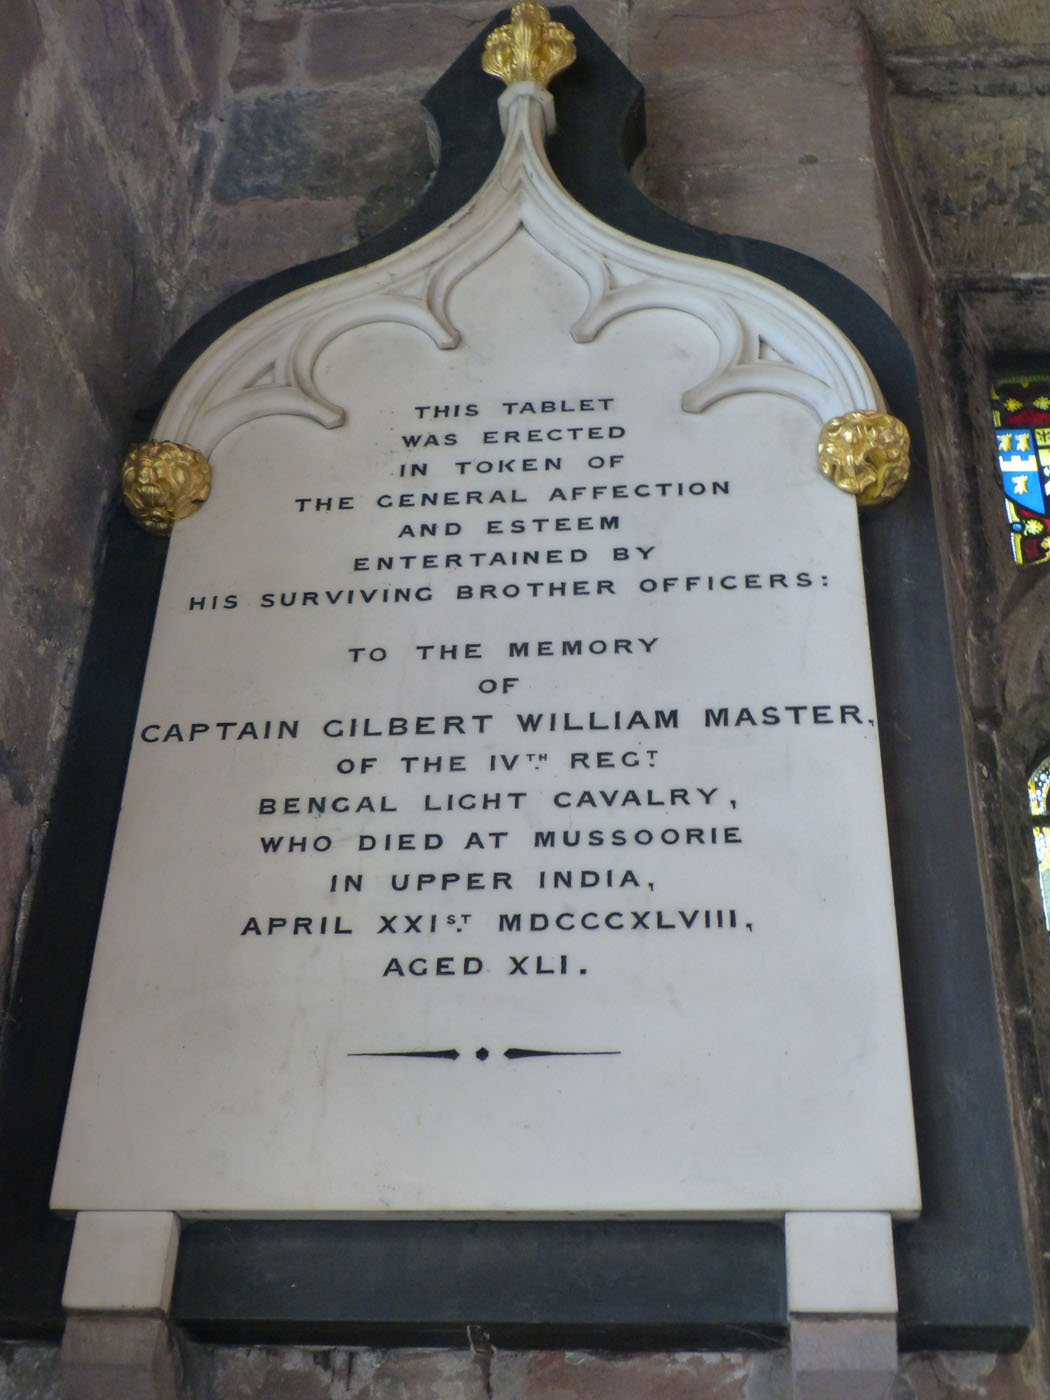 THIS TABLET
WAS ERECTED
IN TOKEN OF
THE GENERAL AFFECTION
AND ESTEEM
ENTERTAINED BY
HIS SURVIVING BROTHER OFFICERS:
TO THE MEMORY
OF
CAPTAIN GILBERT WILLIAM MASTER,
OF THE IVTH. REGT.
BENGAL LIGHT CAVALRY,
WHO DIED AT MUSSOORIE
IN UPPER INDIA,
APRIL XXIST. MDCCCXLVIII,
AGED XLI.